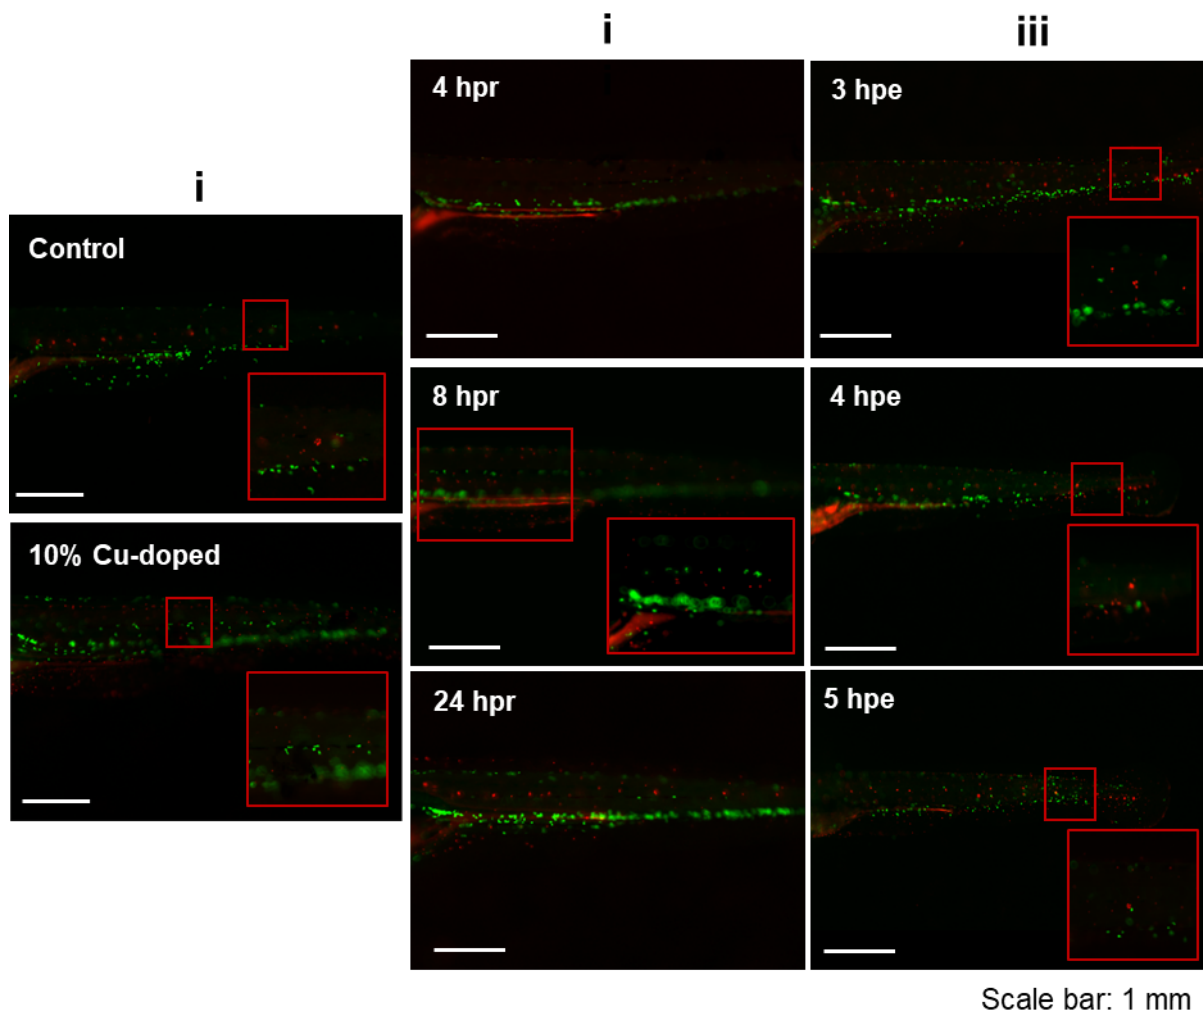 i
iii
4 hpr
3 hpe
i
Control
8 hpr
4 hpe
10% Cu-doped
24 hpr
5 hpe
Scale bar: 1 mm